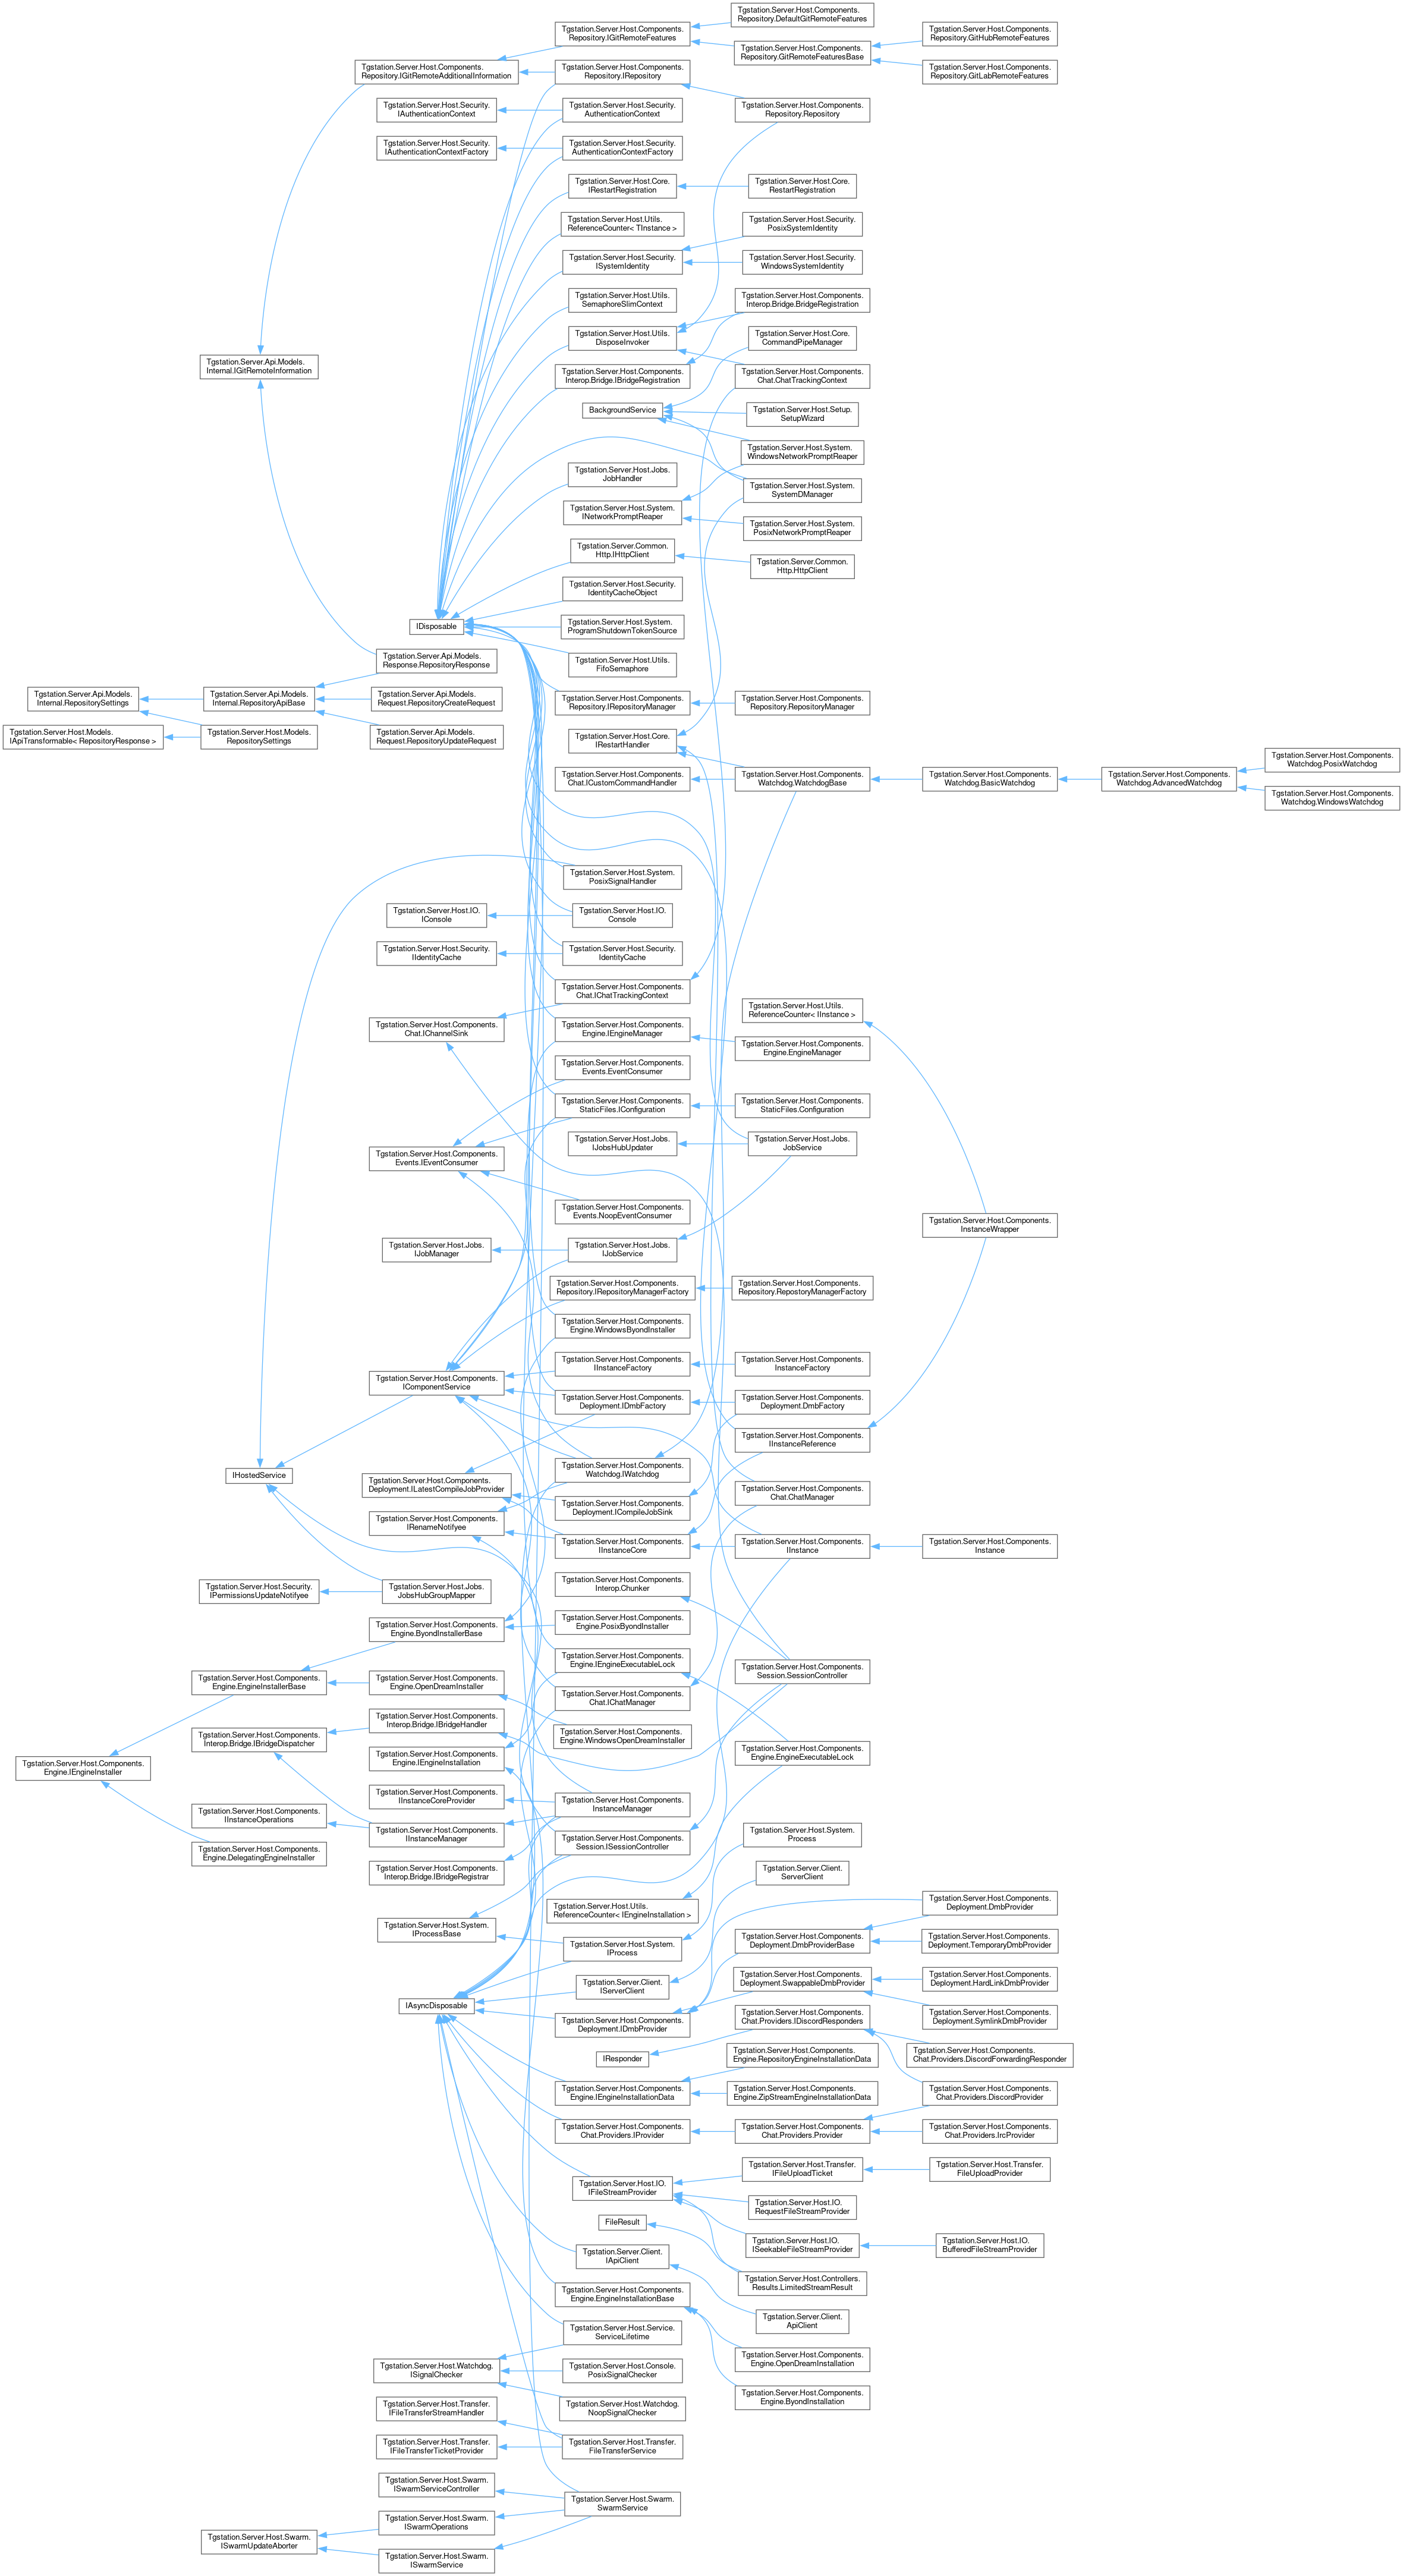 Tgstation.Server.Host.Components.
Repository.DefaultGitRemoteFeatures
Tgstation.Server.Host.Components.
Repository.IGitRemoteFeatures
Tgstation.Server.Host.Components.
Repository.GitHubRemoteFeatures
Tgstation.Server.Host.Components.
Repository.GitRemoteFeaturesBase
Tgstation.Server.Host.Components.
Repository.IGitRemoteAdditionalInformation
Tgstation.Server.Host.Components.
Repository.IRepository
Tgstation.Server.Host.Components.
Repository.GitLabRemoteFeatures
Tgstation.Server.Host.Security.
IAuthenticationContext
Tgstation.Server.Host.Security.
AuthenticationContext
Tgstation.Server.Host.Components.
Repository.Repository
Tgstation.Server.Host.Security.
IAuthenticationContextFactory
Tgstation.Server.Host.Security.
AuthenticationContextFactory
Tgstation.Server.Host.Core.
IRestartRegistration
Tgstation.Server.Host.Core.
RestartRegistration
Tgstation.Server.Host.Utils.
ReferenceCounter< TInstance >
Tgstation.Server.Host.Security.
PosixSystemIdentity
Tgstation.Server.Host.Security.
ISystemIdentity
Tgstation.Server.Host.Security.
WindowsSystemIdentity
Tgstation.Server.Host.Utils.
SemaphoreSlimContext
Tgstation.Server.Host.Components.
Interop.Bridge.BridgeRegistration
Tgstation.Server.Host.Utils.
DisposeInvoker
Tgstation.Server.Host.Core.
CommandPipeManager
Tgstation.Server.Api.Models.
Internal.IGitRemoteInformation
Tgstation.Server.Host.Components.
Interop.Bridge.IBridgeRegistration
Tgstation.Server.Host.Components.
Chat.ChatTrackingContext
BackgroundService
Tgstation.Server.Host.Setup.
SetupWizard
Tgstation.Server.Host.System.
WindowsNetworkPromptReaper
Tgstation.Server.Host.Jobs.
JobHandler
Tgstation.Server.Host.System.
SystemDManager
Tgstation.Server.Host.System.
INetworkPromptReaper
Tgstation.Server.Host.System.
PosixNetworkPromptReaper
Tgstation.Server.Common.
Http.IHttpClient
Tgstation.Server.Common.
Http.HttpClient
Tgstation.Server.Host.Security.
IdentityCacheObject
IDisposable
Tgstation.Server.Host.System.
ProgramShutdownTokenSource
Tgstation.Server.Api.Models.
Response.RepositoryResponse
Tgstation.Server.Host.Utils.
FifoSemaphore
Tgstation.Server.Api.Models.
Internal.RepositorySettings
Tgstation.Server.Api.Models.
Internal.RepositoryApiBase
Tgstation.Server.Api.Models.
Request.RepositoryCreateRequest
Tgstation.Server.Host.Components.
Repository.IRepositoryManager
Tgstation.Server.Host.Components.
Repository.RepositoryManager
Tgstation.Server.Host.Models.
IApiTransformable< RepositoryResponse >
Tgstation.Server.Host.Models.
RepositorySettings
Tgstation.Server.Api.Models.
Request.RepositoryUpdateRequest
Tgstation.Server.Host.Core.
IRestartHandler
Tgstation.Server.Host.Components.
Chat.ICustomCommandHandler
Tgstation.Server.Host.Components.
Watchdog.WatchdogBase
Tgstation.Server.Host.Components.
Watchdog.BasicWatchdog
Tgstation.Server.Host.Components.
Watchdog.AdvancedWatchdog
Tgstation.Server.Host.Components.
Watchdog.PosixWatchdog
Tgstation.Server.Host.Components.
Watchdog.WindowsWatchdog
Tgstation.Server.Host.System.
PosixSignalHandler
Tgstation.Server.Host.IO.
IConsole
Tgstation.Server.Host.IO.
Console
Tgstation.Server.Host.Security.
IIdentityCache
Tgstation.Server.Host.Security.
IdentityCache
Tgstation.Server.Host.Components.
Chat.IChatTrackingContext
Tgstation.Server.Host.Components.
Chat.IChannelSink
Tgstation.Server.Host.Utils.
ReferenceCounter< IInstance >
Tgstation.Server.Host.Components.
Engine.IEngineManager
Tgstation.Server.Host.Components.
Engine.EngineManager
Tgstation.Server.Host.Components.
Events.EventConsumer
Tgstation.Server.Host.Components.
StaticFiles.IConfiguration
Tgstation.Server.Host.Components.
StaticFiles.Configuration
Tgstation.Server.Host.Components.
Events.IEventConsumer
Tgstation.Server.Host.Jobs.
IJobsHubUpdater
Tgstation.Server.Host.Jobs.
JobService
Tgstation.Server.Host.Components.
Events.NoopEventConsumer
Tgstation.Server.Host.Components.
InstanceWrapper
Tgstation.Server.Host.Jobs.
IJobManager
Tgstation.Server.Host.Jobs.
IJobService
Tgstation.Server.Host.Components.
Repository.IRepositoryManagerFactory
Tgstation.Server.Host.Components.
Repository.RepostoryManagerFactory
Tgstation.Server.Host.Components.
Engine.WindowsByondInstaller
Tgstation.Server.Host.Components.
IComponentService
Tgstation.Server.Host.Components.
IInstanceFactory
Tgstation.Server.Host.Components.
InstanceFactory
Tgstation.Server.Host.Components.
Deployment.IDmbFactory
Tgstation.Server.Host.Components.
Deployment.DmbFactory
Tgstation.Server.Host.Components.
IInstanceReference
IHostedService
Tgstation.Server.Host.Components.
Watchdog.IWatchdog
Tgstation.Server.Host.Components.
Deployment.ILatestCompileJobProvider
Tgstation.Server.Host.Components.
Chat.ChatManager
Tgstation.Server.Host.Components.
Deployment.ICompileJobSink
Tgstation.Server.Host.Components.
IRenameNotifyee
Tgstation.Server.Host.Components.
IInstanceCore
Tgstation.Server.Host.Components.
IInstance
Tgstation.Server.Host.Components.
Instance
Tgstation.Server.Host.Security.
IPermissionsUpdateNotifyee
Tgstation.Server.Host.Jobs.
JobsHubGroupMapper
Tgstation.Server.Host.Components.
Interop.Chunker
Tgstation.Server.Host.Components.
Engine.ByondInstallerBase
Tgstation.Server.Host.Components.
Engine.PosixByondInstaller
Tgstation.Server.Host.Components.
Engine.IEngineExecutableLock
Tgstation.Server.Host.Components.
Session.SessionController
Tgstation.Server.Host.Components.
Engine.EngineInstallerBase
Tgstation.Server.Host.Components.
Engine.OpenDreamInstaller
Tgstation.Server.Host.Components.
Chat.IChatManager
Tgstation.Server.Host.Components.
Interop.Bridge.IBridgeHandler
Tgstation.Server.Host.Components.
Interop.Bridge.IBridgeDispatcher
Tgstation.Server.Host.Components.
Engine.WindowsOpenDreamInstaller
Tgstation.Server.Host.Components.
Engine.EngineExecutableLock
Tgstation.Server.Host.Components.
Engine.IEngineInstaller
Tgstation.Server.Host.Components.
Engine.IEngineInstallation
Tgstation.Server.Host.Components.
IInstanceCoreProvider
Tgstation.Server.Host.Components.
InstanceManager
Tgstation.Server.Host.Components.
IInstanceOperations
Tgstation.Server.Host.Components.
IInstanceManager
Tgstation.Server.Host.System.
Process
Tgstation.Server.Host.Components.
Engine.DelegatingEngineInstaller
Tgstation.Server.Host.Components.
Session.ISessionController
Tgstation.Server.Host.Components.
Interop.Bridge.IBridgeRegistrar
Tgstation.Server.Client.
ServerClient
Tgstation.Server.Host.Utils.
ReferenceCounter< IEngineInstallation >
Tgstation.Server.Host.Components.
Deployment.DmbProvider
Tgstation.Server.Host.System.
IProcessBase
Tgstation.Server.Host.System.
IProcess
Tgstation.Server.Host.Components.
Deployment.DmbProviderBase
Tgstation.Server.Host.Components.
Deployment.TemporaryDmbProvider
Tgstation.Server.Client.
IServerClient
Tgstation.Server.Host.Components.
Deployment.SwappableDmbProvider
Tgstation.Server.Host.Components.
Deployment.HardLinkDmbProvider
IAsyncDisposable
Tgstation.Server.Host.Components.
Deployment.IDmbProvider
Tgstation.Server.Host.Components.
Chat.Providers.IDiscordResponders
Tgstation.Server.Host.Components.
Deployment.SymlinkDmbProvider
IResponder
Tgstation.Server.Host.Components.
Engine.RepositoryEngineInstallationData
Tgstation.Server.Host.Components.
Chat.Providers.DiscordForwardingResponder
Tgstation.Server.Host.Components.
Engine.IEngineInstallationData
Tgstation.Server.Host.Components.
Engine.ZipStreamEngineInstallationData
Tgstation.Server.Host.Components.
Chat.Providers.DiscordProvider
Tgstation.Server.Host.Components.
Chat.Providers.IProvider
Tgstation.Server.Host.Components.
Chat.Providers.Provider
Tgstation.Server.Host.Components.
Chat.Providers.IrcProvider
Tgstation.Server.Host.IO.
IFileStreamProvider
Tgstation.Server.Host.Transfer.
IFileUploadTicket
Tgstation.Server.Host.Transfer.
FileUploadProvider
Tgstation.Server.Host.IO.
RequestFileStreamProvider
FileResult
Tgstation.Server.Host.IO.
ISeekableFileStreamProvider
Tgstation.Server.Host.IO.
BufferedFileStreamProvider
Tgstation.Server.Client.
IApiClient
Tgstation.Server.Host.Controllers.
Results.LimitedStreamResult
Tgstation.Server.Host.Components.
Engine.EngineInstallationBase
Tgstation.Server.Client.
ApiClient
Tgstation.Server.Host.Service.
ServiceLifetime
Tgstation.Server.Host.Components.
Engine.OpenDreamInstallation
Tgstation.Server.Host.Watchdog.
ISignalChecker
Tgstation.Server.Host.Console.
PosixSignalChecker
Tgstation.Server.Host.Components.
Engine.ByondInstallation
Tgstation.Server.Host.Transfer.
IFileTransferStreamHandler
Tgstation.Server.Host.Watchdog.
NoopSignalChecker
Tgstation.Server.Host.Transfer.
IFileTransferTicketProvider
Tgstation.Server.Host.Transfer.
FileTransferService
Tgstation.Server.Host.Swarm.
ISwarmServiceController
Tgstation.Server.Host.Swarm.
SwarmService
Tgstation.Server.Host.Swarm.
ISwarmOperations
Tgstation.Server.Host.Swarm.
ISwarmUpdateAborter
Tgstation.Server.Host.Swarm.
ISwarmService